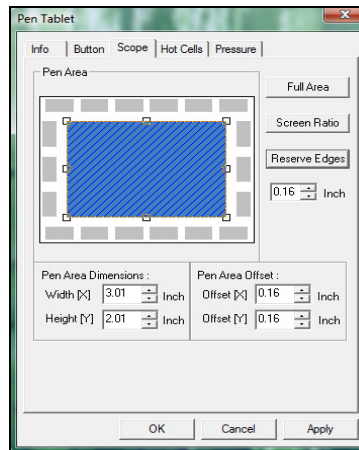 Pen Tablet
Info Button Scope Hot Cells Pressure
Pen Area
Full Area
Screen Ratio
Reserve Edges
0.16 Inch
Pen Area Dimensions :
Width [X] 3.01 Inch
Height [Y] 2.01 Inch
Pen Area Offset :
Offset [X] 0.16 Inch
Offset [Y] 0.16 Inch
OK Cancel Apply